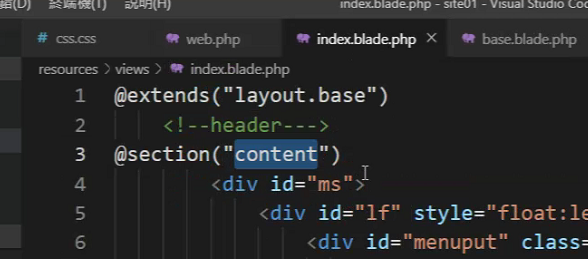 終端機(T) 說明(H) index.blade.php - site01 - Visual Studio
# css.css web.php index.blade.php × base.blade.php
resources > views > index.blade.php
1 @extends("layout.base")
2 <!--header--->
3 @section("content")
4 <div id="ms">
5 <div id="lf" style="float:le
6 <div id="menuput" class=